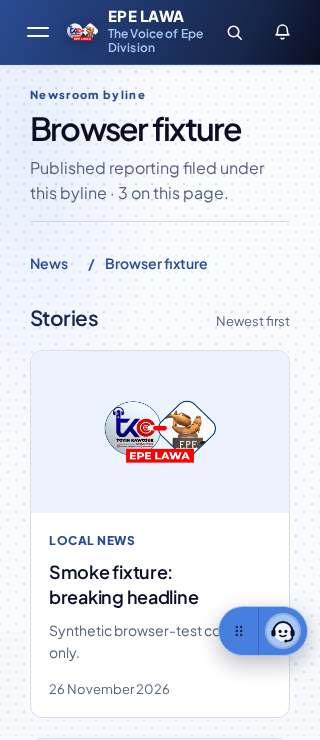 EPE LAWA
The Voice of Epe
Division
Newsroom byline
Browser fixture
Published reporting filed under
this byline · 3 on this page.
News / Browser fixture
Stories
Newest first
EPE
EPE LAWA
LOCAL NEWS
Smoke fixture:
breaking headline
Synthetic browser-test
only.
26 November 2026